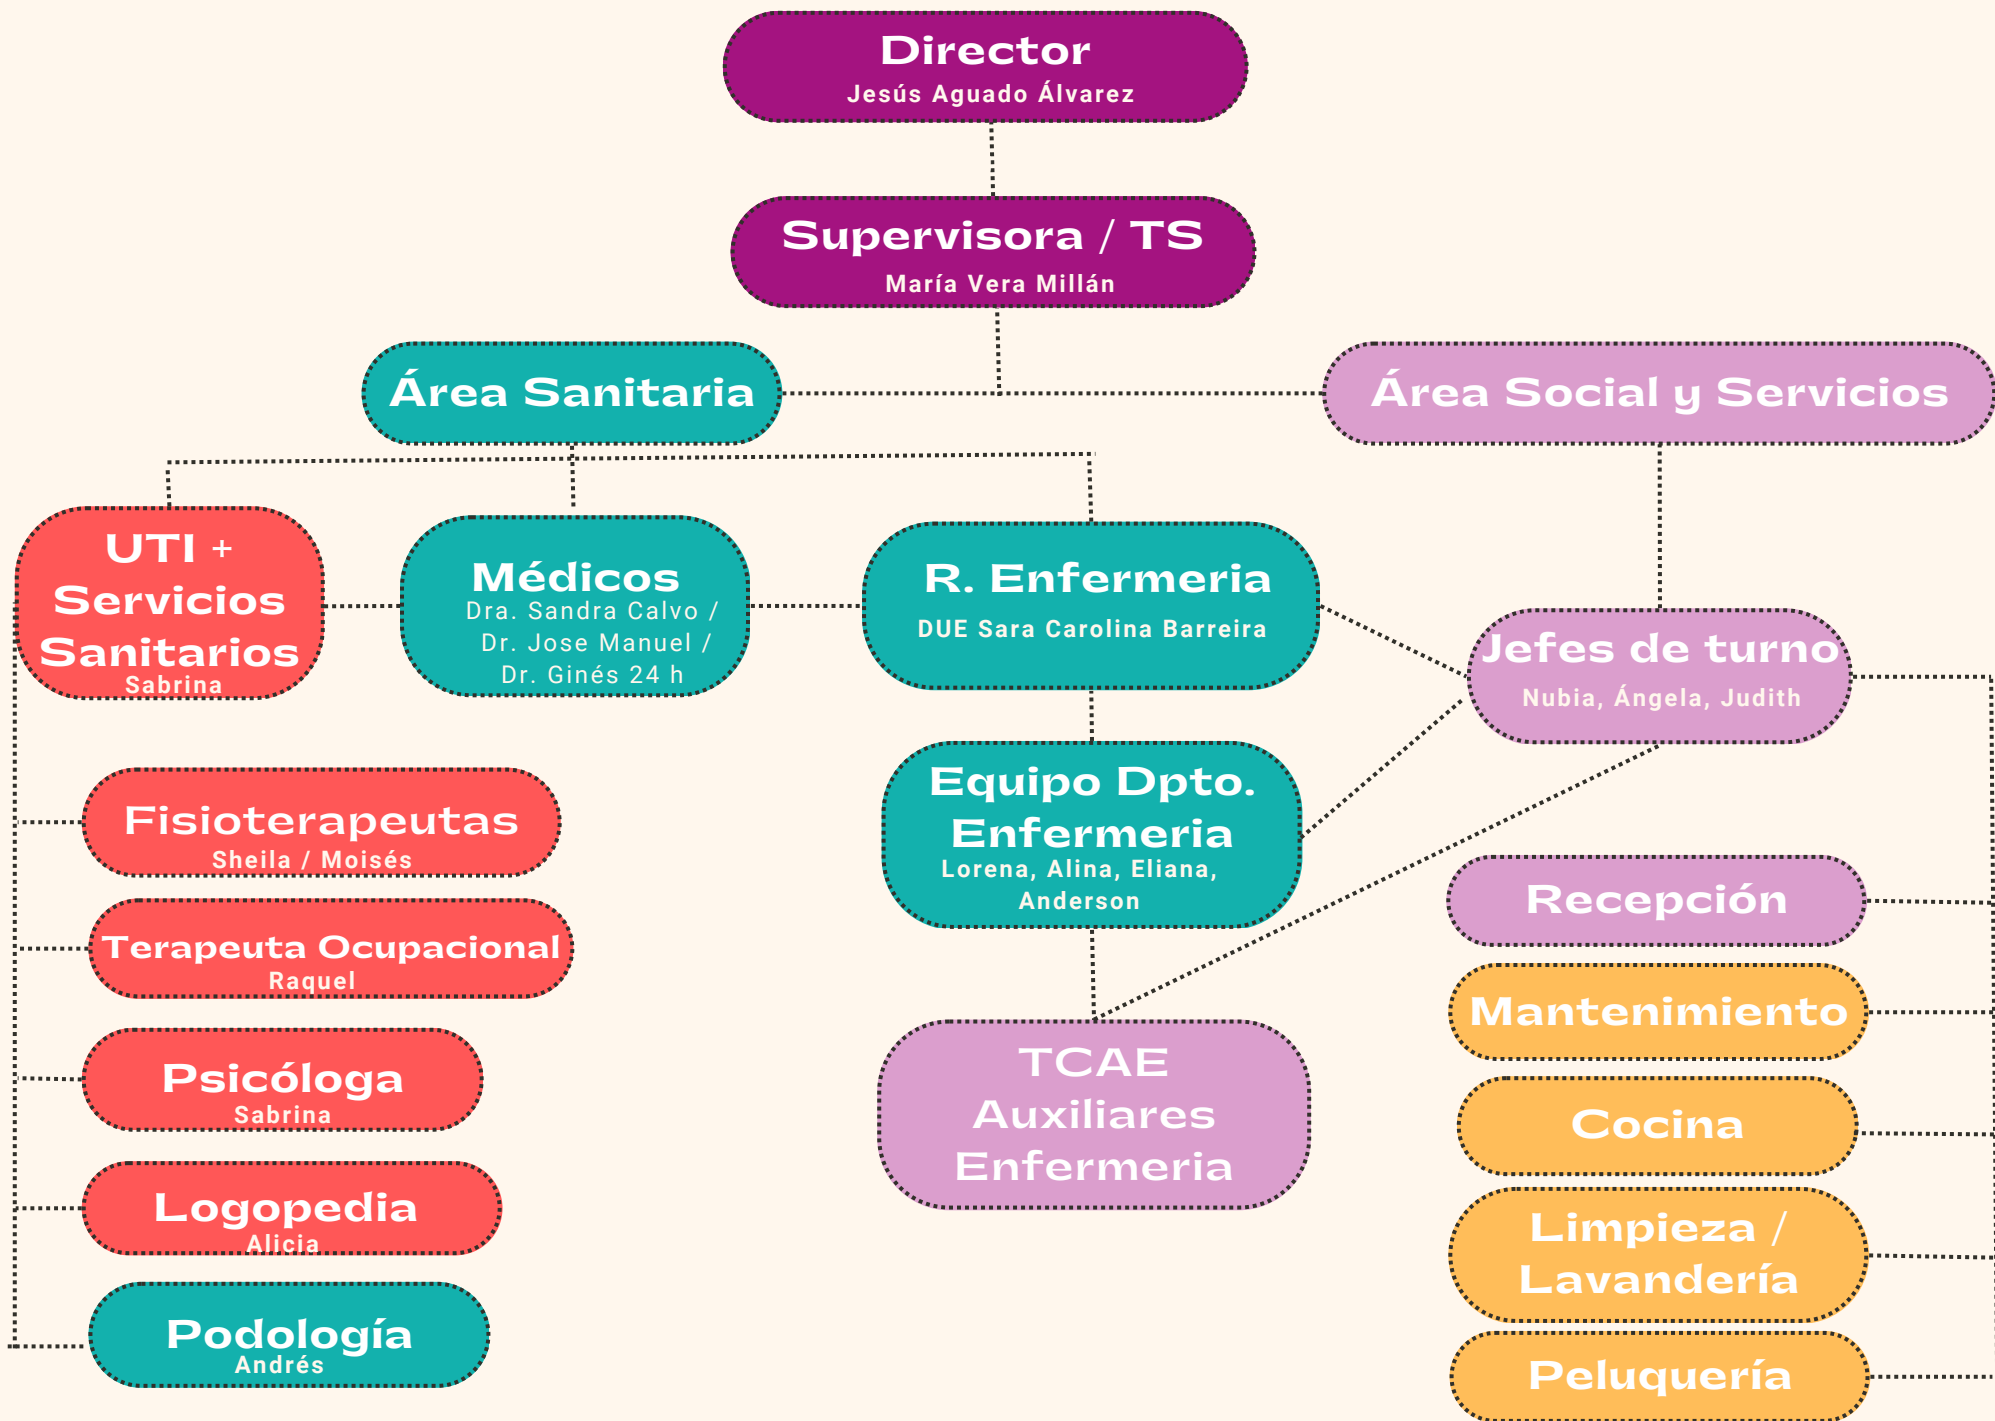 Director
Jesús Aguado Álvarez
Supervisora / TS
María Vera Millán
Área Sanitaria
Área Social y Servicios
UTI +
Servicios
Sanitarios
Sabrina
Médicos
Dra. Sandra Calvo /
Dr. Jose Manuel /
Dr. Ginés 24 h
R. Enfermeria
DUE Sara Carolina Barreira
Jefes de turno
Nubia, Ángela, Judith
Fisioterapeutas
Sheila / Moisés
Terapeuta Ocupacional
Raquel
Psicóloga
Sabrina
Logopedia
Alicia
Podología
Andrés
Equipo Dpto.
Enfermeria
Lorena, Alina, Eliana,
Anderson
TCAE
Auxiliares
Enfermeria
Recepción
Mantenimiento
Cocina
Limpieza /
Lavandería
Peluquería